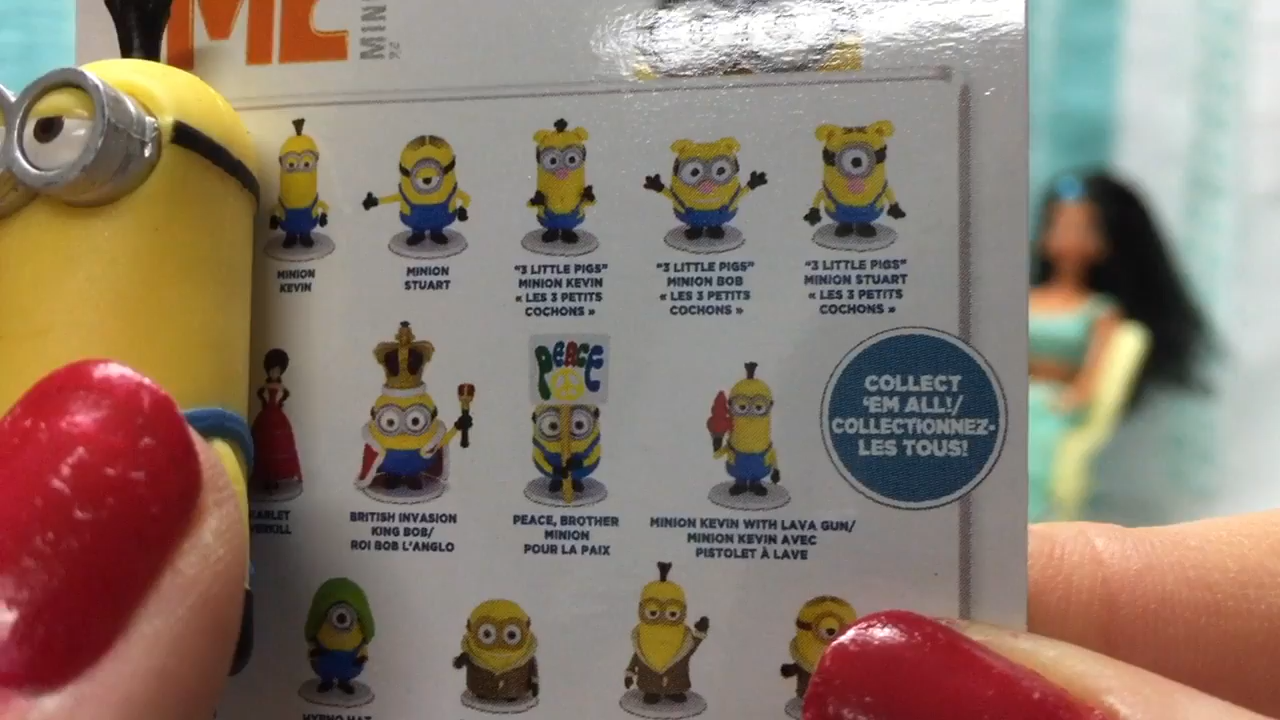 ME
MINION
KEVIN
MINION
STUART
"3 LITTLE PIGS"
MINION KEVIN
« LES 3 PETITS
COCHONS »
"3 LITTLE PIGS"
MINION BOB
« LES 3 PETITS
COCHONS »
"3 LITTLE PIGS"
MINION STUART
« LES 3 PETITS
COCHONS »
PEACE
COLLECT
'EM ALL!/
COLLECTIONNEZ-
LES TOUS!
BRITISH INVASION
KING BOB/
ROI BOB L'ANGLO
PEACE, BROTHER
MINION
POUR LA PAIX
MINION KEVIN WITH LAVA GUN/
MINION KEVIN AVEC
PISTOLET À LAVE